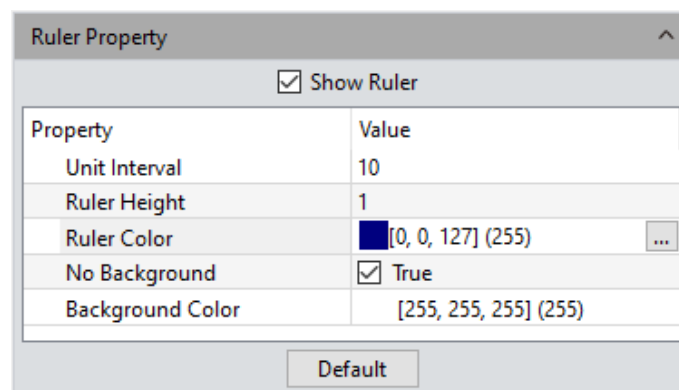 Ruler Property
Show Ruler
Property Value
Unit Interval 10
Ruler Height 1
Ruler Color [0, 0, 127] (255) ...
No Background True
Background Color [255, 255, 255] (255)
Default